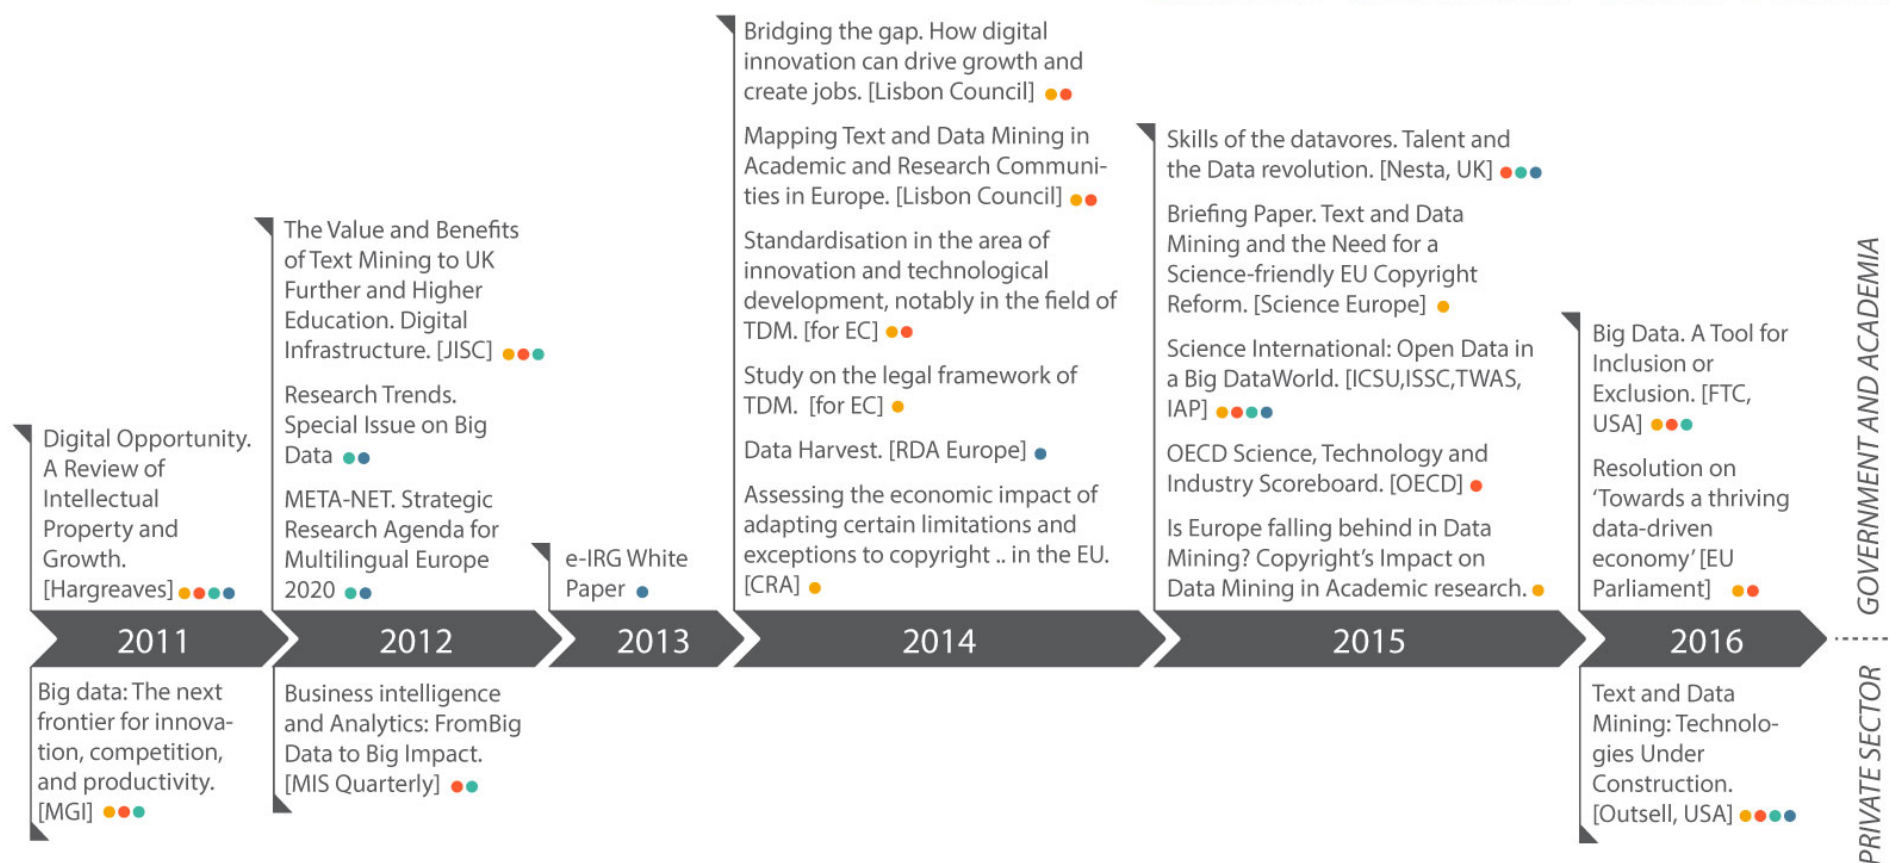 Bridging the gap. How digital
innovation can drive growth and
create jobs. [Lisbon Council]
Mapping Text and Data Mining in
Academic and Research Communi-
ties in Europe. [Lisbon Council]
Standardisation in the area of
innovation and technological
development, notably in the field of
TDM. [for EC]
Study on the legal framework of
TDM. [for EC]
Data Harvest. [RDA Europe]
Assessing the economic impact of
adapting certain limitations and
exceptions to copyright .. in the EU.
[CRA]
Skills of the datavores. Talent and
the Data revolution. [Nesta, UK]
Briefing Paper. Text and Data
Mining and the Need for a
Science-friendly EU Copyright
Reform. [Science Europe]
Science International: Open Data in
a Big DataWorld. [ICSU,ISSC,TWAS,
IAP]
OECD Science, Technology and
Industry Scoreboard. [OECD]
Is Europe falling behind in Data
Mining? Copyright's Impact on
Data Mining in Academic research.
The Value and Benefits
of Text Mining to UK
Further and Higher
Education. Digital
Infrastructure. [JISC]
Research Trends.
Special Issue on Big
Data
META-NET. Strategic
Research Agenda for
Multilingual Europe
2020
Big Data. A Tool for
Inclusion or
Exclusion. [FTC,
USA]
Resolution on
'Towards a thriving
data-driven
economy' [EU
Parliament]
Digital Opportunity.
A Review of
Intellectual
Property and
Growth.
[Hargreaves]
e-IRG White
Paper
GOVERNMENT AND ACADEMIA
2011
2012
2013
2014
2015
2016
Big data: The next
frontier for innova-
tion, competition,
and productivity.
[MGI]
Business intelligence
and Analytics: FromBig
Data to Big Impact.
[MIS Quarterly]
Text and Data
Mining: Technolo-
gies Under
Construction.
[Outsell, USA]
PRIVATE SECTOR